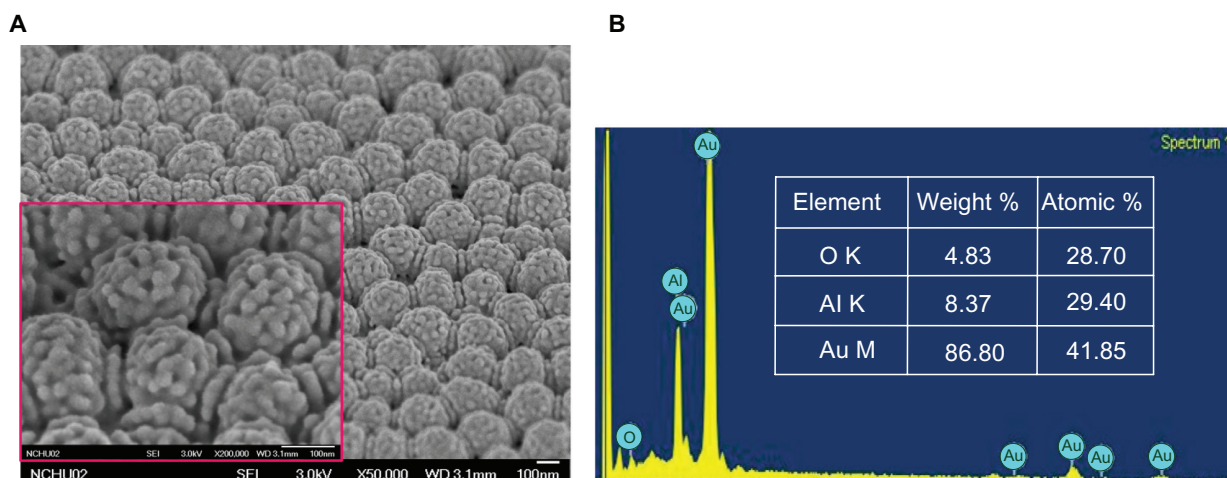 A
B
NCHU02 SEI 3.0kV X200,000 WD 3.1mm 100nm
NCHU02 SEI 3.0kV X50,000 WD 3.1mm 100nm
Spectrum
Au
Element Weight % Atomic %
O K 4.83 28.70
Al K 8.37 29.40
Au M 86.80 41.85
Al
Au
O
Au
Au
Au
Au